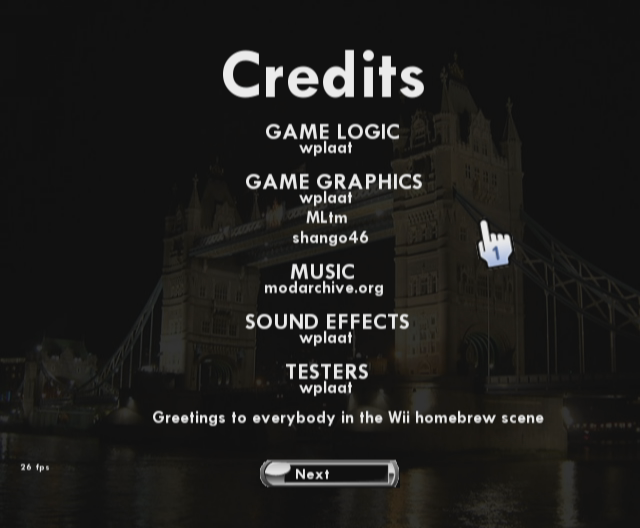 Credits
GAME LOGIC
wplaat
GAME GRAPHICS
wplaat
MLtm
shango46
1
MUSIC
modarchive.org
SOUND EFFECTS
wplaat
TESTERS
wplaat
Greetings to everybody in the Wii homebrew scene
26 fps
Next